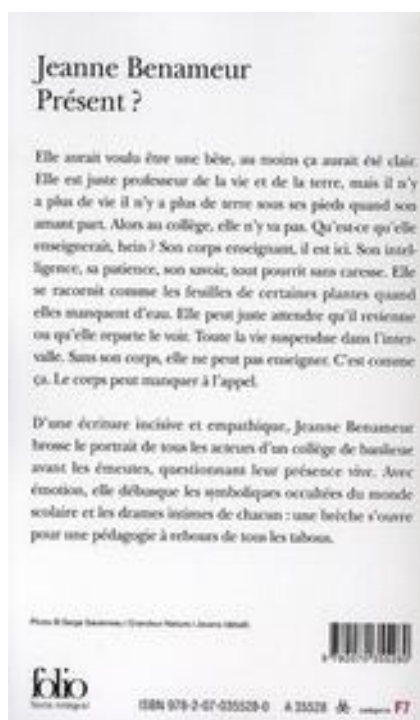 Jeanne Benameur
Présent ?
Elle aurait voulu être une bête, au moins ça aurait été clair.
Elle est juste professeur de la vie et de la terre, mais il n'y
a plus de vie il n'y a plus de terre sous ses pieds quand son
amant part. Alors au collège, elle n'y va pas. Qu'est-ce qu'elle
enseignerait, hein ? Son corps enseignant, il est ici. Son intel-
ligence, sa patience, son savoir, tout pourrit sans caresse. Elle
se racornit comme les feuilles de certaines plantes quand
elles manquent d'eau. Elle peut juste attendre qu'il revienne
ou qu'elle reparte le voir. Toute la vie suspendue dans l'inter-
valle. Sans son corps, elle ne peut pas enseigner. C'est comme
ça. Le corps peut manquer à l'appel.
D'une écriture incisive et empathique, Jeanne Benameur
brosse le portrait de tous les acteurs d'un collège de banlieue
avant les émeutes, questionnant leur présence vive. Avec
émotion, elle débusque les symboliques occultées du monde
scolaire et les drames intimes de chacun : une brèche s'ouvre
pour une pédagogie à rebours de tous les tabous.
folio
texte intégral
ISBN 978-2-07-035528-0 A 35528 catégorie F7